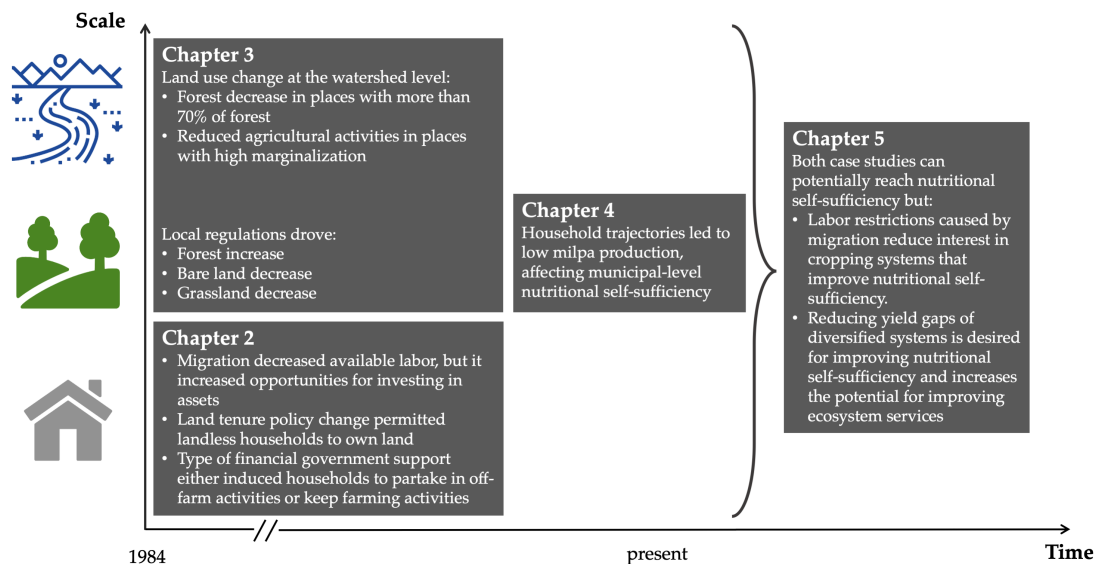 Scale
Chapter 3
Land use change at the watershed level:
• Forest decrease in places with more than
70% of forest
• Reduced agricultural activities in places
with high marginalization
Local regulations drove:
• Forest increase
• Bare land decrease
• Grassland decrease
Chapter 2
• Migration decreased available labor, but it
increased opportunities for investing in
assets
• Land tenure policy change permitted
landless households to own land
• Type of financial government support
either induced households to partake in off-
farm activities or keep farming activities
Chapter 4
Household trajectories led to
low milpa production,
affecting municipal-level
nutritional self-sufficiency
Chapter 5
Both case studies can
potentially reach nutritional
self-sufficiency but:
• Labor restrictions caused by
migration reduce interest in
cropping systems that
improve nutritional self-
sufficiency.
• Reducing yield gaps of
diversified systems is desired
for improving nutritional
self-sufficiency and increases
the potential for improving
ecosystem services
1984
present
Time